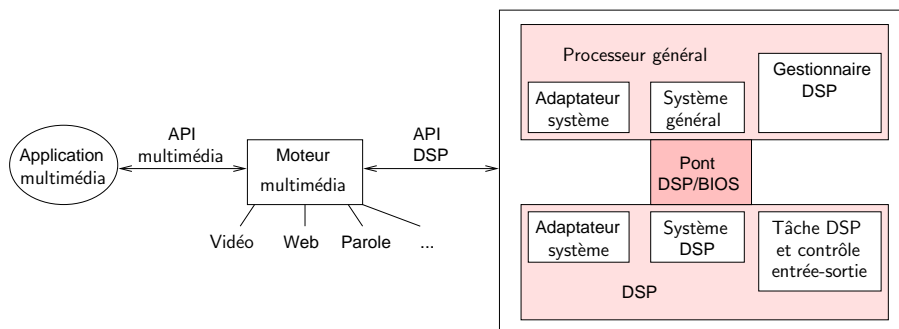 Application
multimédia
API
multimédia
Moteur
multimédia
Vidéo
Web
Parole
...
API
DSP
Processeur général
Adaptateur
système
Système
général
Gestionnaire
DSP
Pont
DSP/BIOS
Adaptateur
système
Système
DSP
Tâche DSP
et contrôle
entrée-sortie
DSP